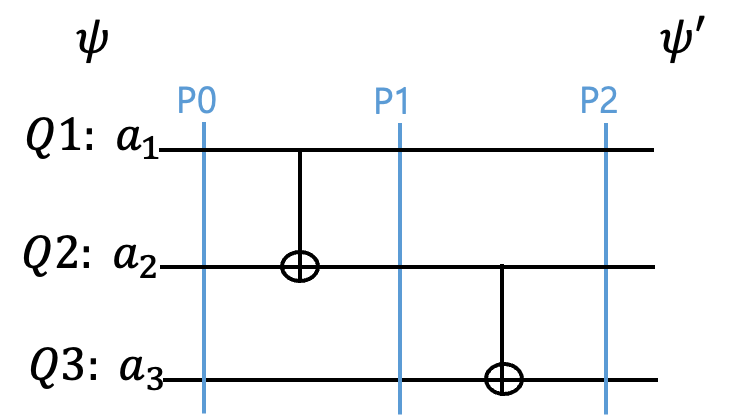 ψ ψ′
P0 P1 P2
Q1: a₁
Q2: a₂
Q3: a₃